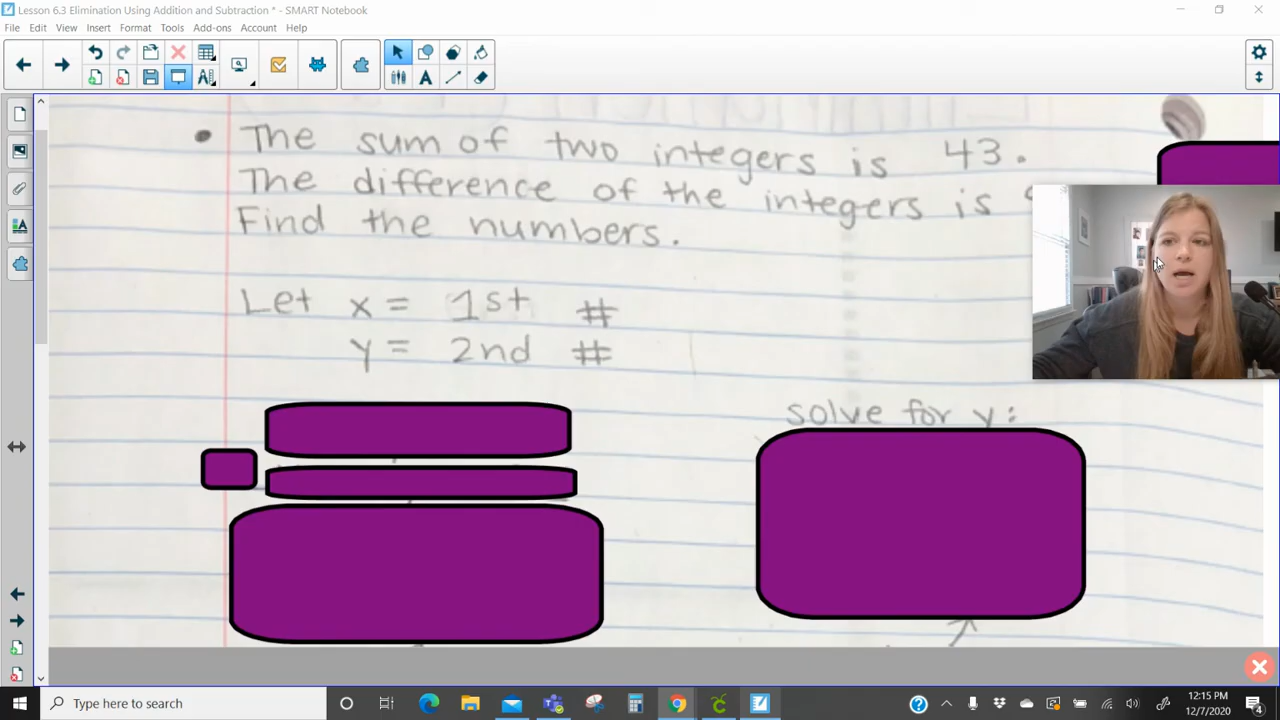 Lesson 6.3 Elimination Using Addition and Subtraction * - SMART Notebook
File Edit View Insert Format Tools Add-ons Account Help
• The sum of two integers is 43.
The difference of the integers is
Find the numbers.
Let x = 1st #
y = 2nd #
solve for y:
Type here to search
12:15 PM
12/7/2020
4